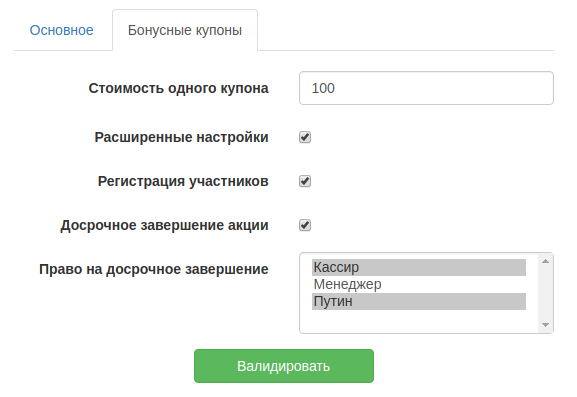 Основное Бонусные купоны
Стоимость одного купона 100
Расширенные настройки
Регистрация участников
Досрочное завершение акции
Право на досрочное завершение Кассир
Менеджер
Путин
Валидировать